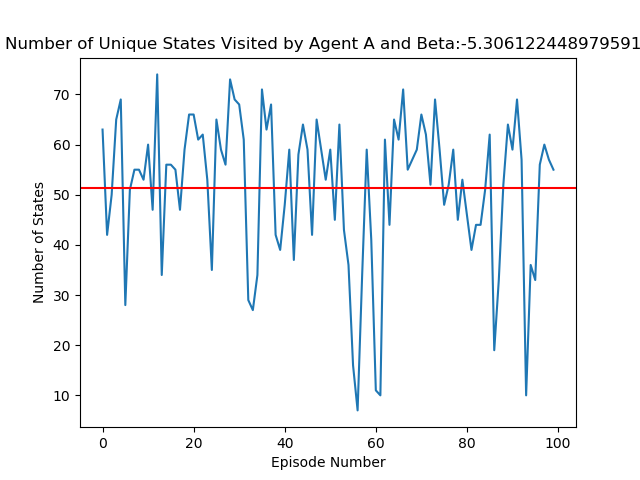 Number of Unique States Visited by Agent A and Beta:-5.306122448979591
Number of States
70
60
50
40
30
20
10
0 20 40 60 80 100
Episode Number